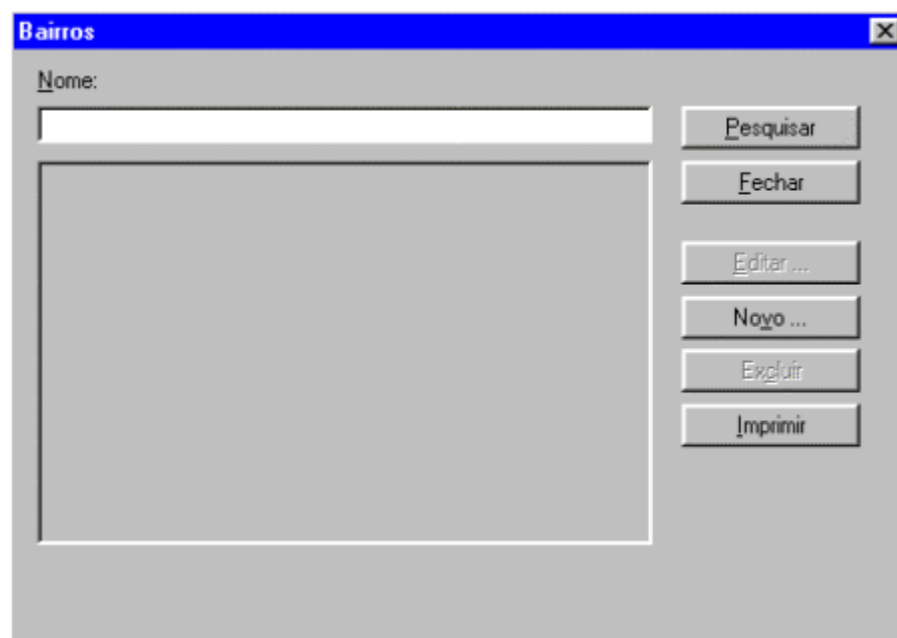 Bairros
Nome:
Pesquisar
Fechar
Editar ...
Novo ...
Excluir
Imprimir